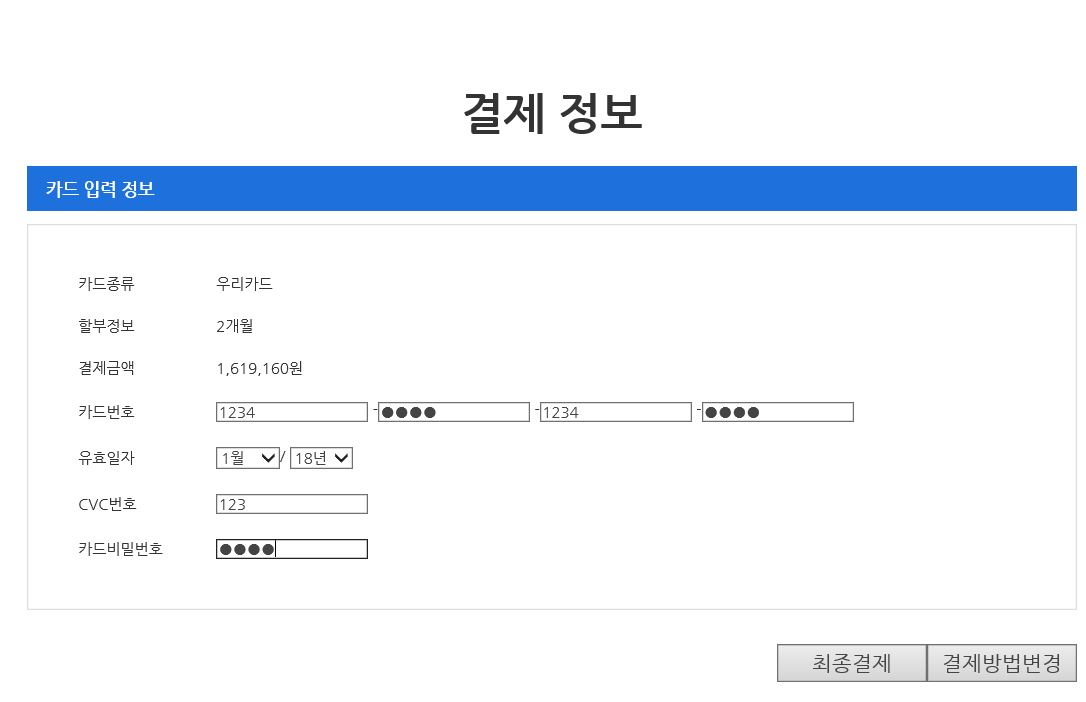 결제 정보
카드 입력 정보
카드종류 우리카드
할부정보 2개월
결제금액 1,619,160원
카드번호 1234 -●●●● -1234 -●●●●
유효일자 1월 / 18년
CVC번호 123
카드비밀번호 ●●●●
최종결제 결제방법변경